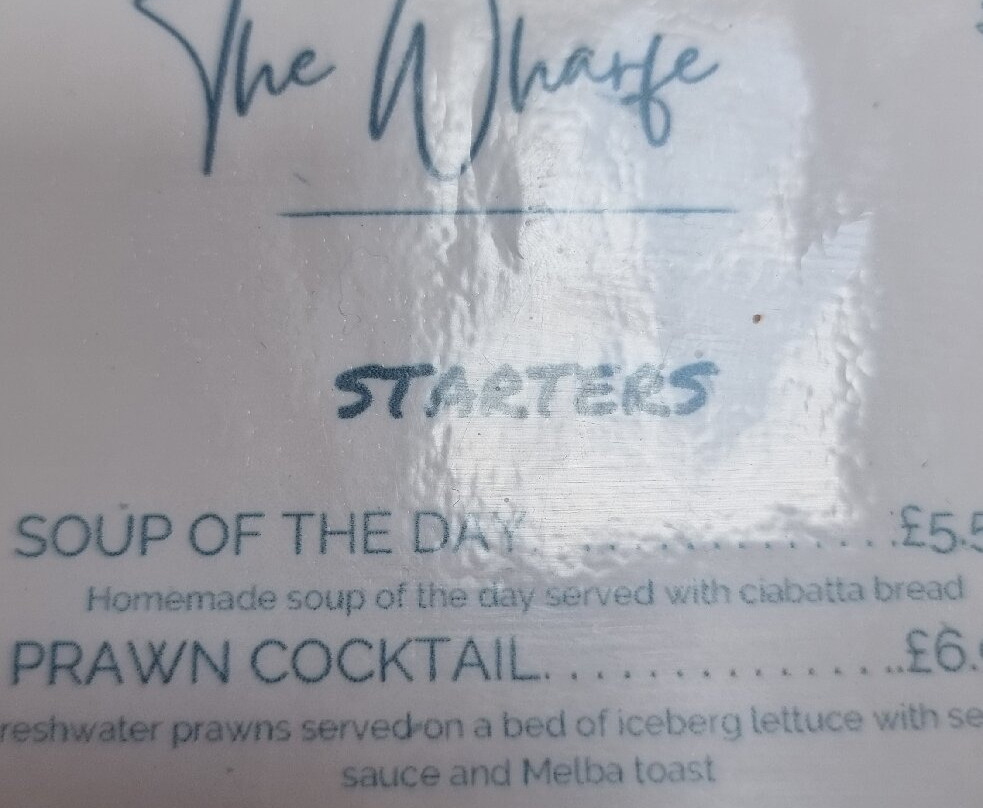 The Wharfe
STARTERS
SOUP OF THE DAY. . . . . . . . . . . . . . .£5.5
Homemade soup of the day served with ciabatta bread
PRAWN COCKTAIL. . . . . . . . . . . . . . . ..£6.
reshwater prawns served on a bed of iceberg lettuce with se
sauce and Melba toast